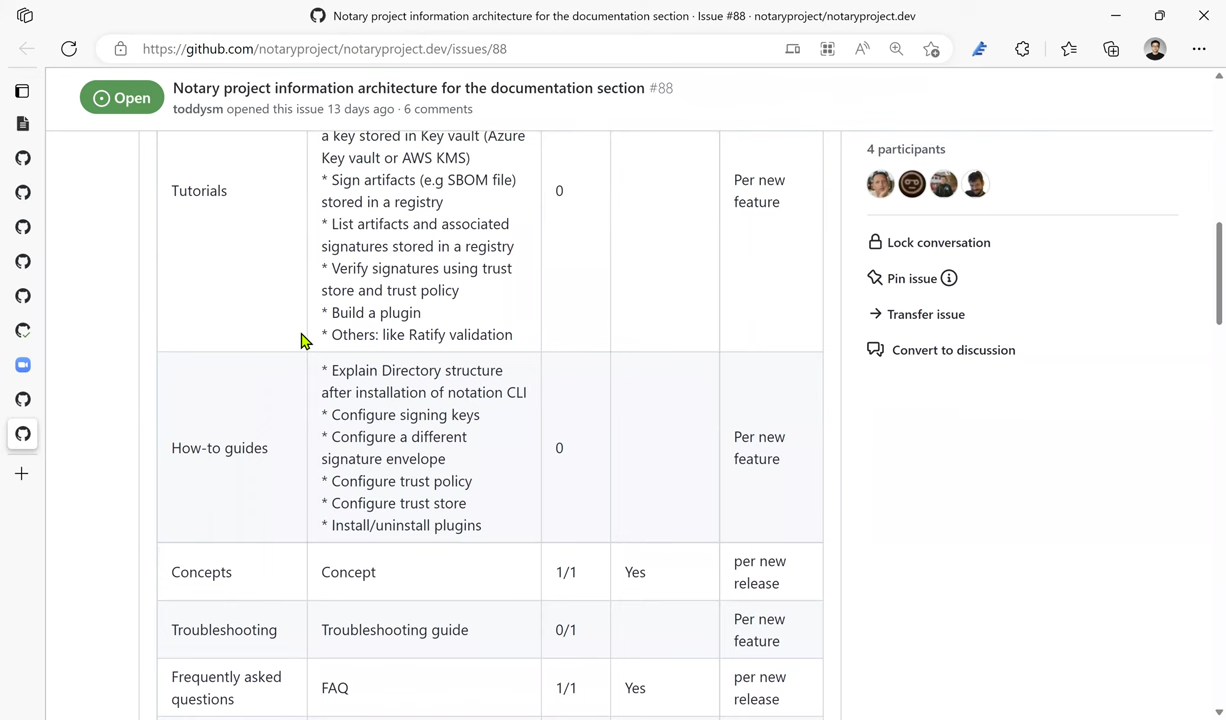 Notary project information architecture for the documentation section · Issue #88 · notaryproject/notaryproject.dev
https://github.com/notaryproject/notaryproject.dev/issues/88
Open
Notary project information architecture for the documentation section #88
toddysm opened this issue 13 days ago · 6 comments
Tutorials
a key stored in Key vault (Azure
Key vault or AWS KMS)
* Sign artifacts (e.g SBOM file)
stored in a registry
* List artifacts and associated
signatures stored in a registry
* Verify signatures using trust
store and trust policy
* Build a plugin
* Others: like Ratify validation
0
Per new
feature
How-to guides
* Explain Directory structure
after installation of notation CLI
* Configure signing keys
* Configure a different
signature envelope
* Configure trust policy
* Configure trust store
* Install/uninstall plugins
0
Per new
feature
Concepts
Concept
1/1
Yes
per new
release
Troubleshooting
Troubleshooting guide
0/1
Per new
feature
Frequently asked
questions
FAQ
1/1
Yes
per new
release
4 participants
Lock conversation
Pin issue
Transfer issue
Convert to discussion